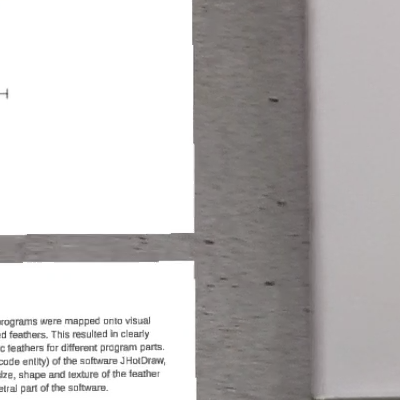 programs were mapped onto visual
d feathers. This resulted in clearly
c feathers for different program parts.
code entity) of the software JHotDraw,
ize, shape and texture of the feather
etral part of the software.